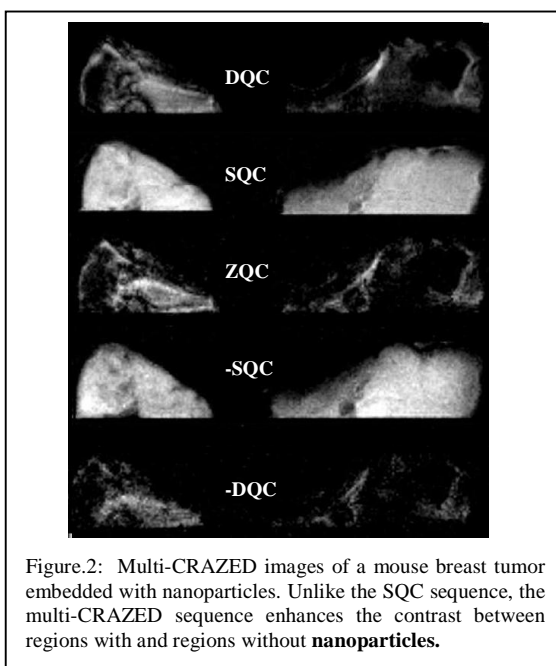 DQC
SQC
ZQC
-SQC
-DQC
Figure.2: Multi-CRAZED images of a mouse breast tumor
embedded with nanoparticles. Unlike the SQC sequence, the
multi-CRAZED sequence enhances the contrast between
regions with and regions without nanoparticles.